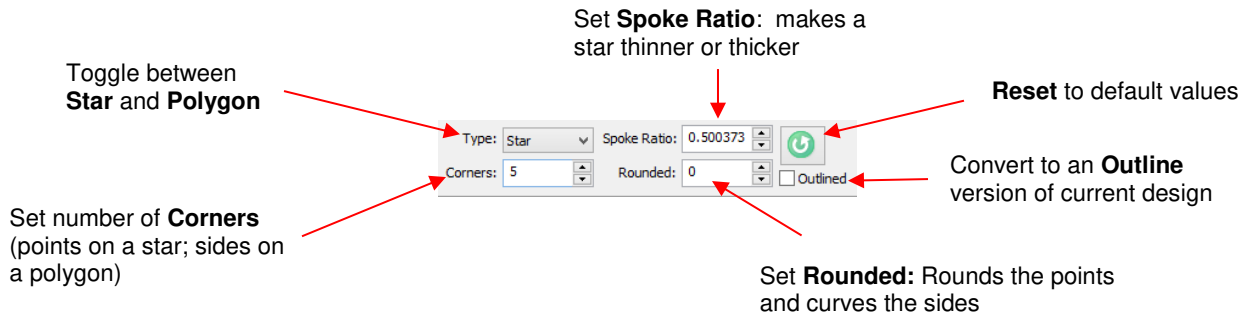 Set Spoke Ratio: makes a
star thinner or thicker
Toggle between
Star and Polygon
Reset to default values
Type: Star Spoke Ratio: 0.500373
Corners: 5 Rounded: 0 Outlined
Convert to an Outline
version of current design
Set number of Corners
(points on a star; sides on
a polygon)
Set Rounded: Rounds the points
and curves the sides